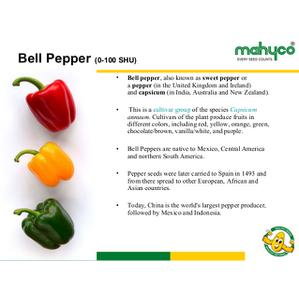 mahyco
EVERY SEED COUNTS
Bell Pepper (0-100 SHU)
• Bell pepper, also known as sweet pepper or
a pepper (in the United Kingdom and Ireland)
and capsicum (in India, Australia and New Zealand).
• This is a cultivar group of the species Capsicum
annuum. Cultivars of the plant produce fruits in
different colors, including red, yellow, orange, green,
chocolate/brown, vanilla/white, and purple.
• Bell Peppers are native to Mexico, Central America
and northern South America.
• Pepper seeds were later carried to Spain in 1493 and
from there spread to other European, African and
Asian countries.
• Today, China is the world's largest pepper producer,
followed by Mexico and Indonesia.